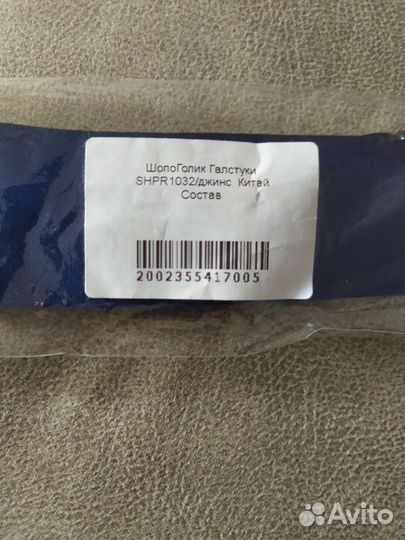 ШопоГолик Галстуки
SHPR1032/джинс Китай
Состав
2002355417005
Avito